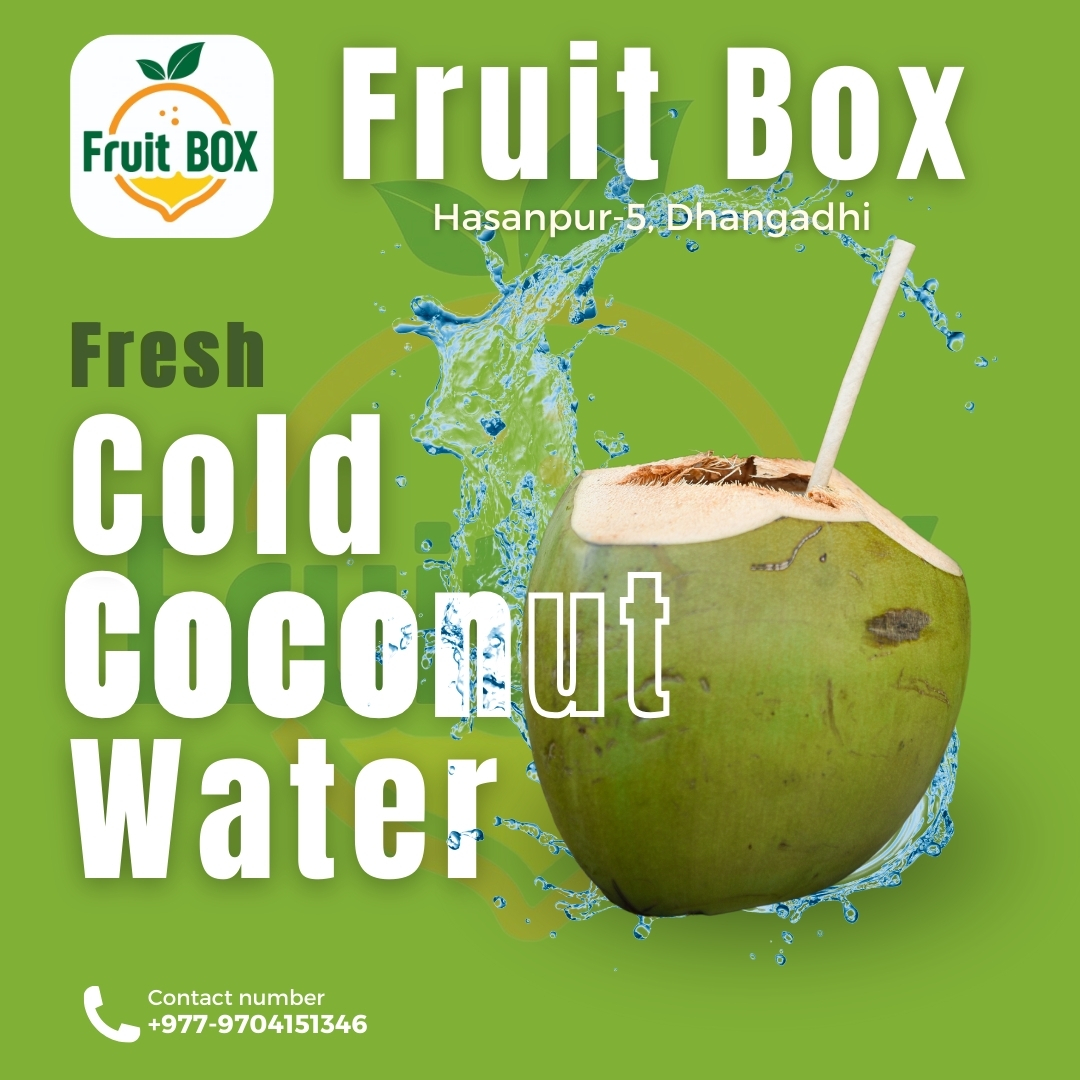 Fruit BOX
Fruit Box
Hasanpur-5, Dhangadhi
Fresh
Cold
Coconut
Water
Contact number
+977-9704151346